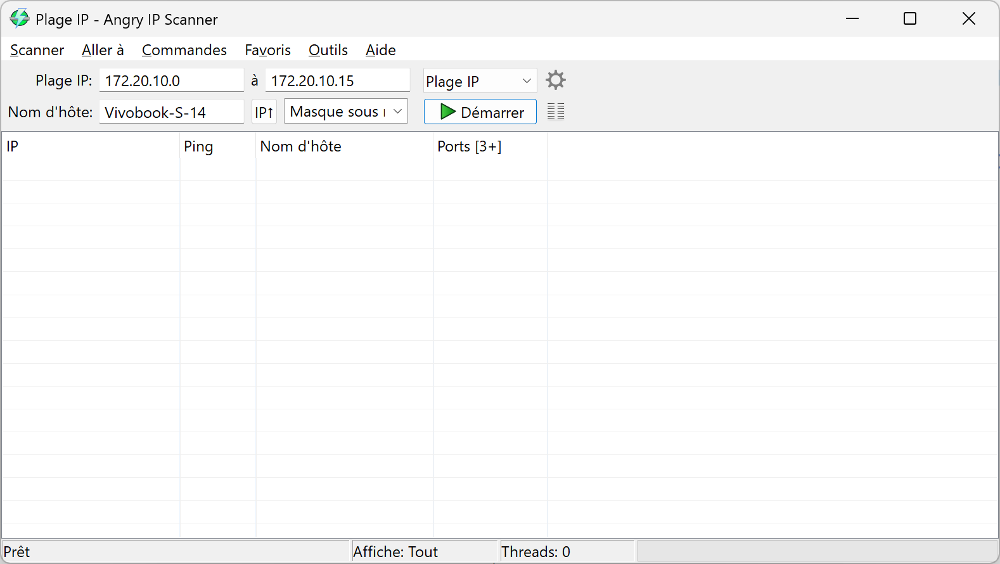 Plage IP - Angry IP Scanner
Scanner Aller à Commandes Favoris Outils Aide
Plage IP: 172.20.10.0 à 172.20.10.15 Plage IP
Nom d'hôte: Vivobook-S-14 IP↑ Masque sous Démarrer
IP Ping Nom d'hôte Ports [3+]
Prêt Affiche: Tout Threads: 0